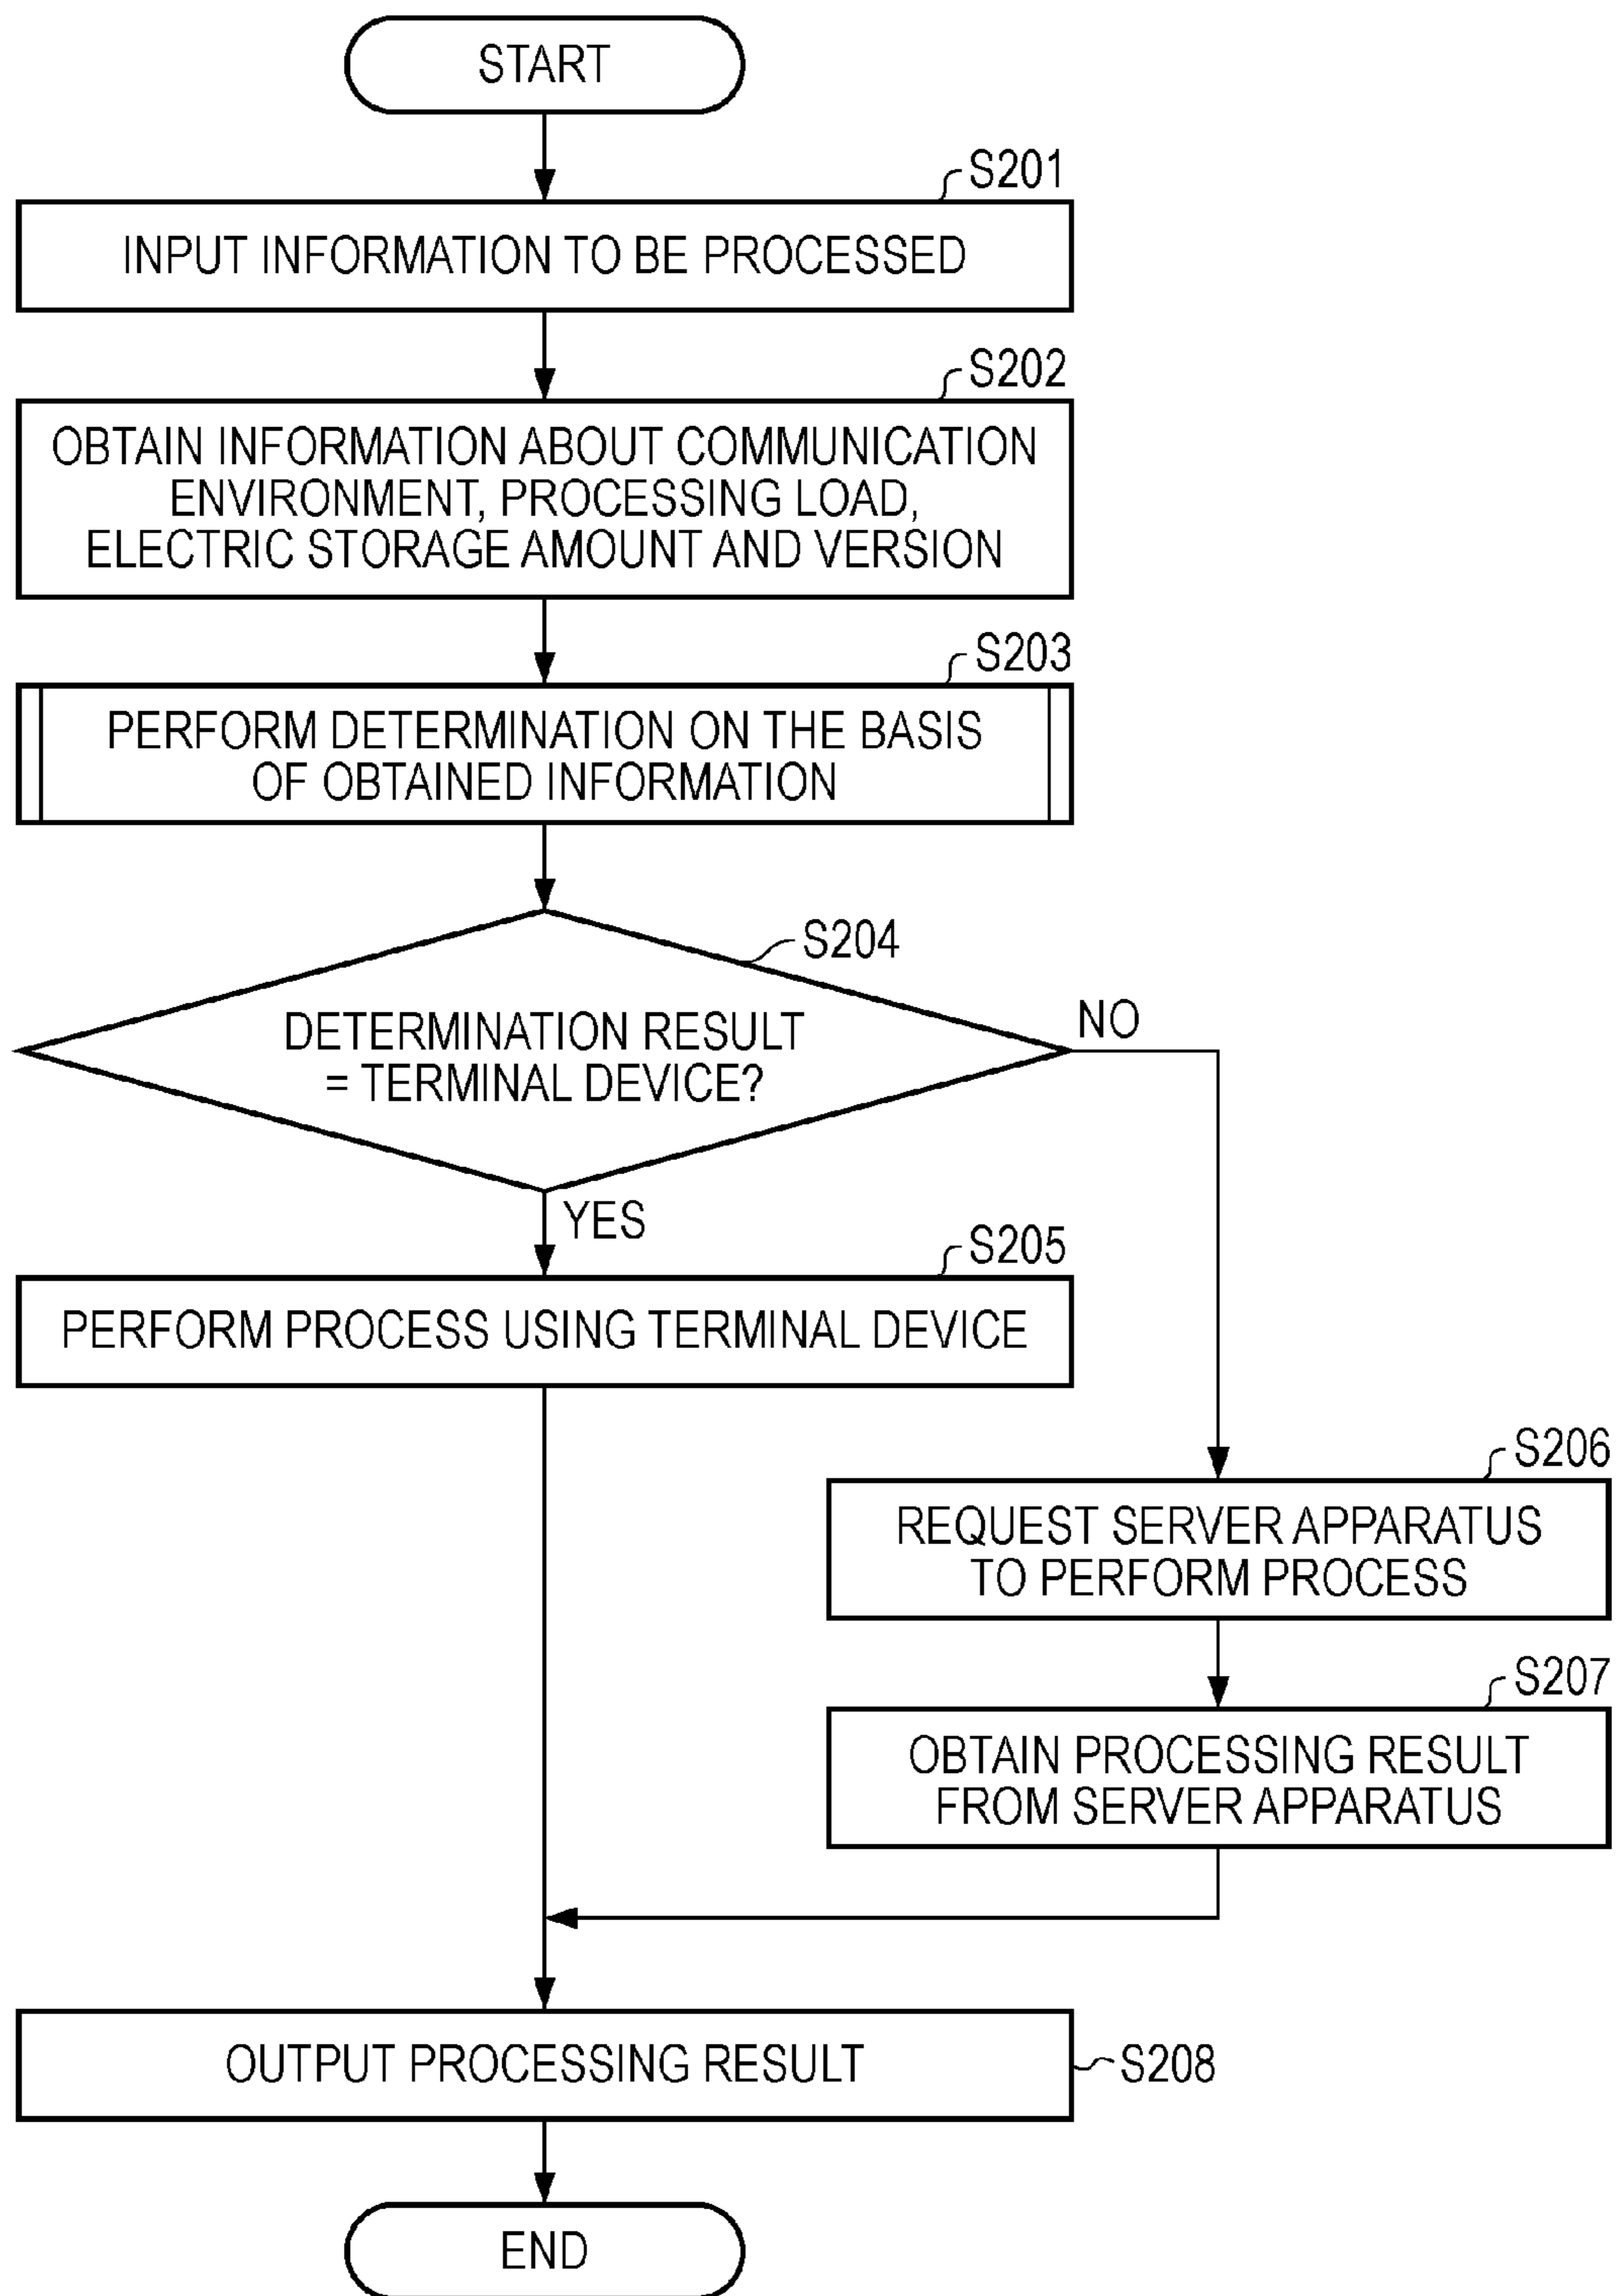 START
S201
INPUT INFORMATION TO BE PROCESSED
S202
OBTAIN INFORMATION ABOUT COMMUNICATION
ENVIRONMENT, PROCESSING LOAD,
ELECTRIC STORAGE AMOUNT AND VERSION
S203
PERFORM DETERMINATION ON THE BASIS
OF OBTAINED INFORMATION
S204
DETERMINATION RESULT
= TERMINAL DEVICE?
NO
YES
S205
PERFORM PROCESS USING TERMINAL DEVICE
S206
REQUEST SERVER APPARATUS
TO PERFORM PROCESS
S207
OBTAIN PROCESSING RESULT
FROM SERVER APPARATUS
OUTPUT PROCESSING RESULT
S208
END